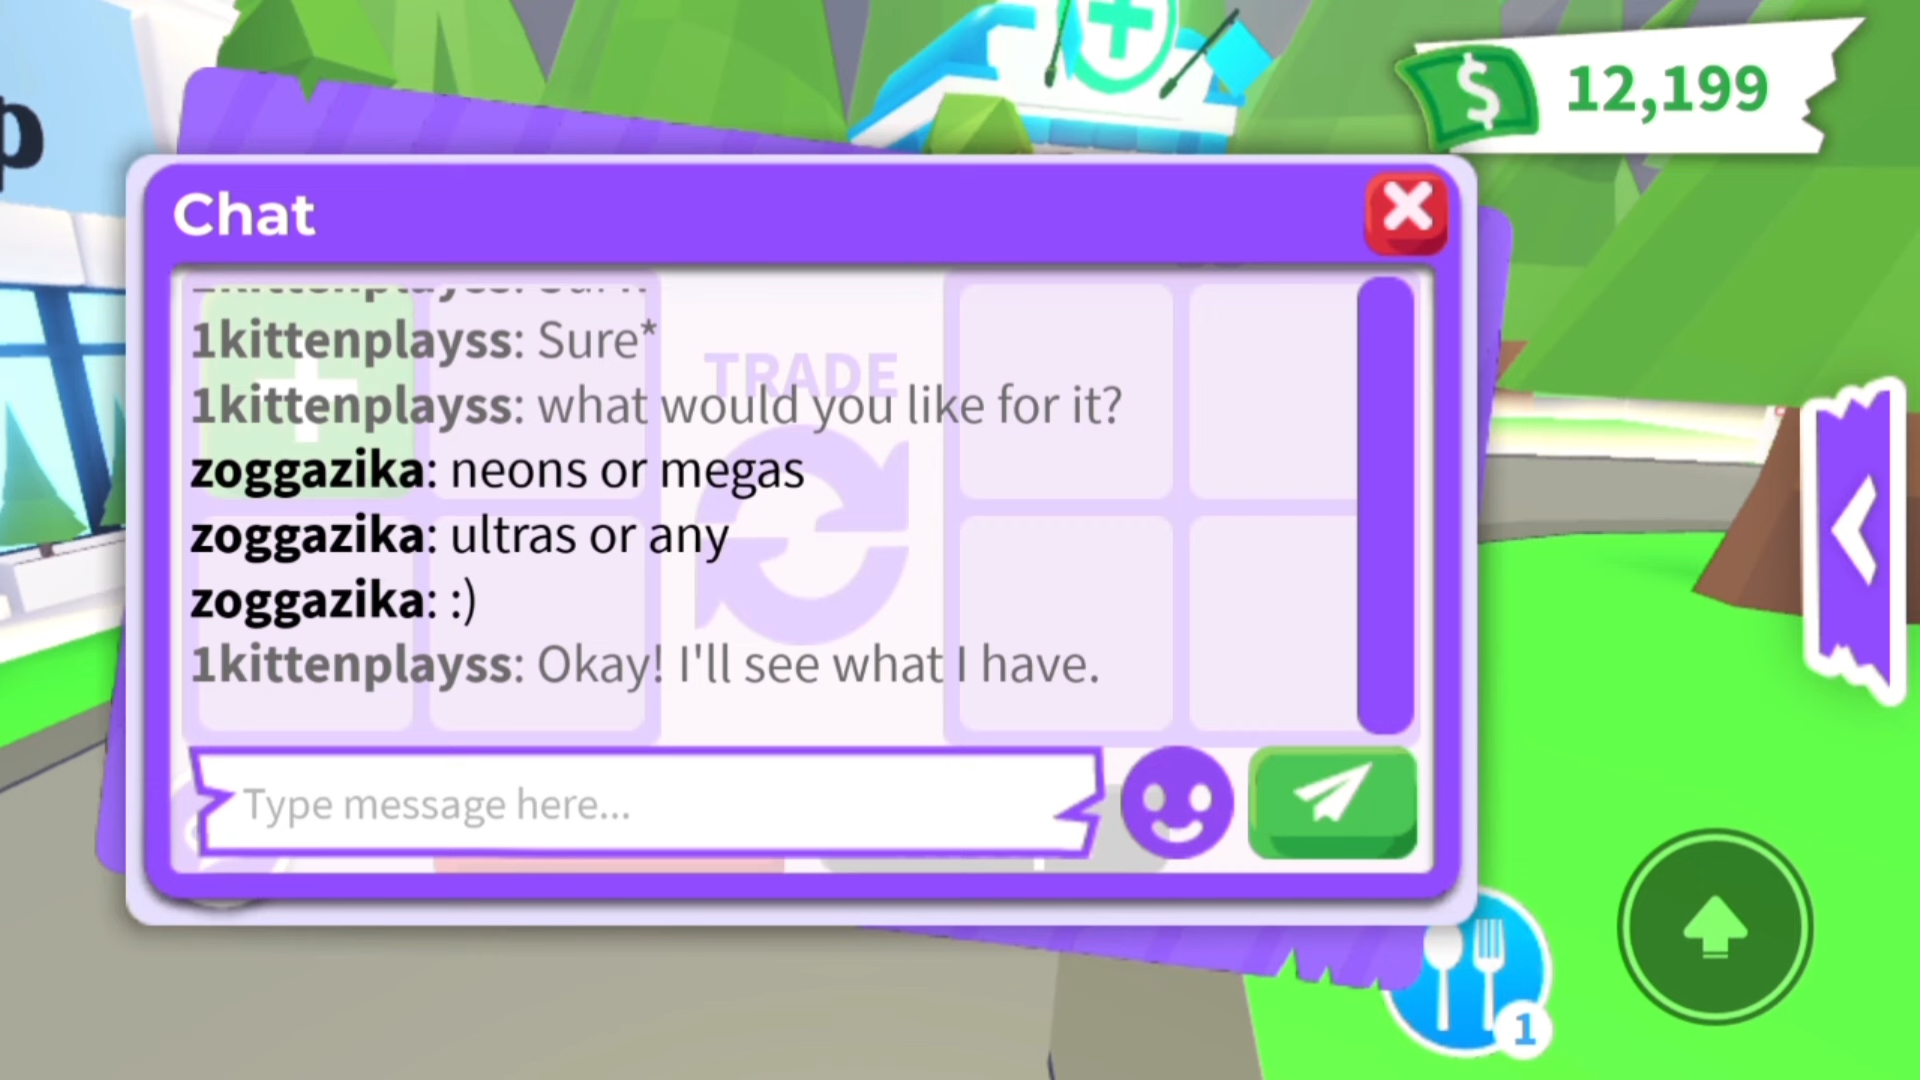 p
12,199
Chat
1kittenplayss: Sure*
TRADE
1kittenplayss: what would you like for it?
zoggazika: neons or megas
zoggazika: ultras or any
zoggazika: :)
1kittenplayss: Okay! I'll see what I have.
Type message here...
1